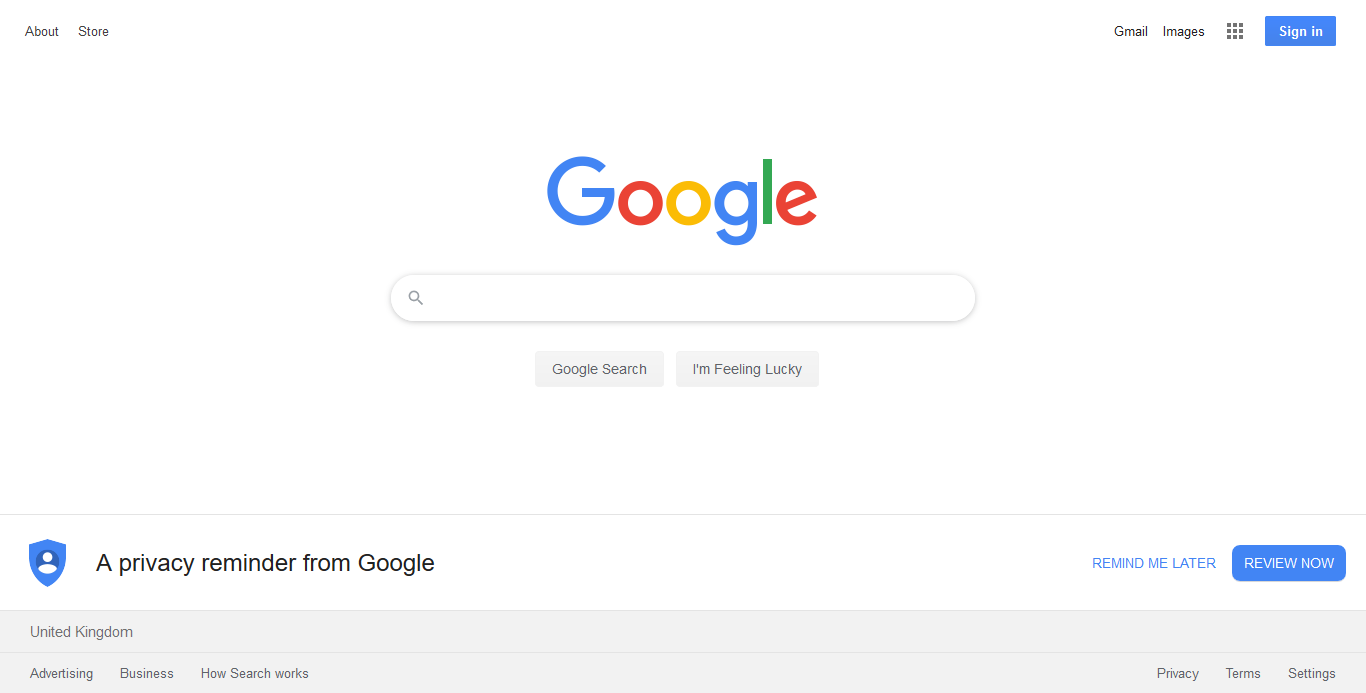 About Store Gmail Images Sign in
Google
Google Search I'm Feeling Lucky
A privacy reminder from Google REMIND ME LATER REVIEW NOW
United Kingdom
Advertising Business How Search works Privacy Terms Settings